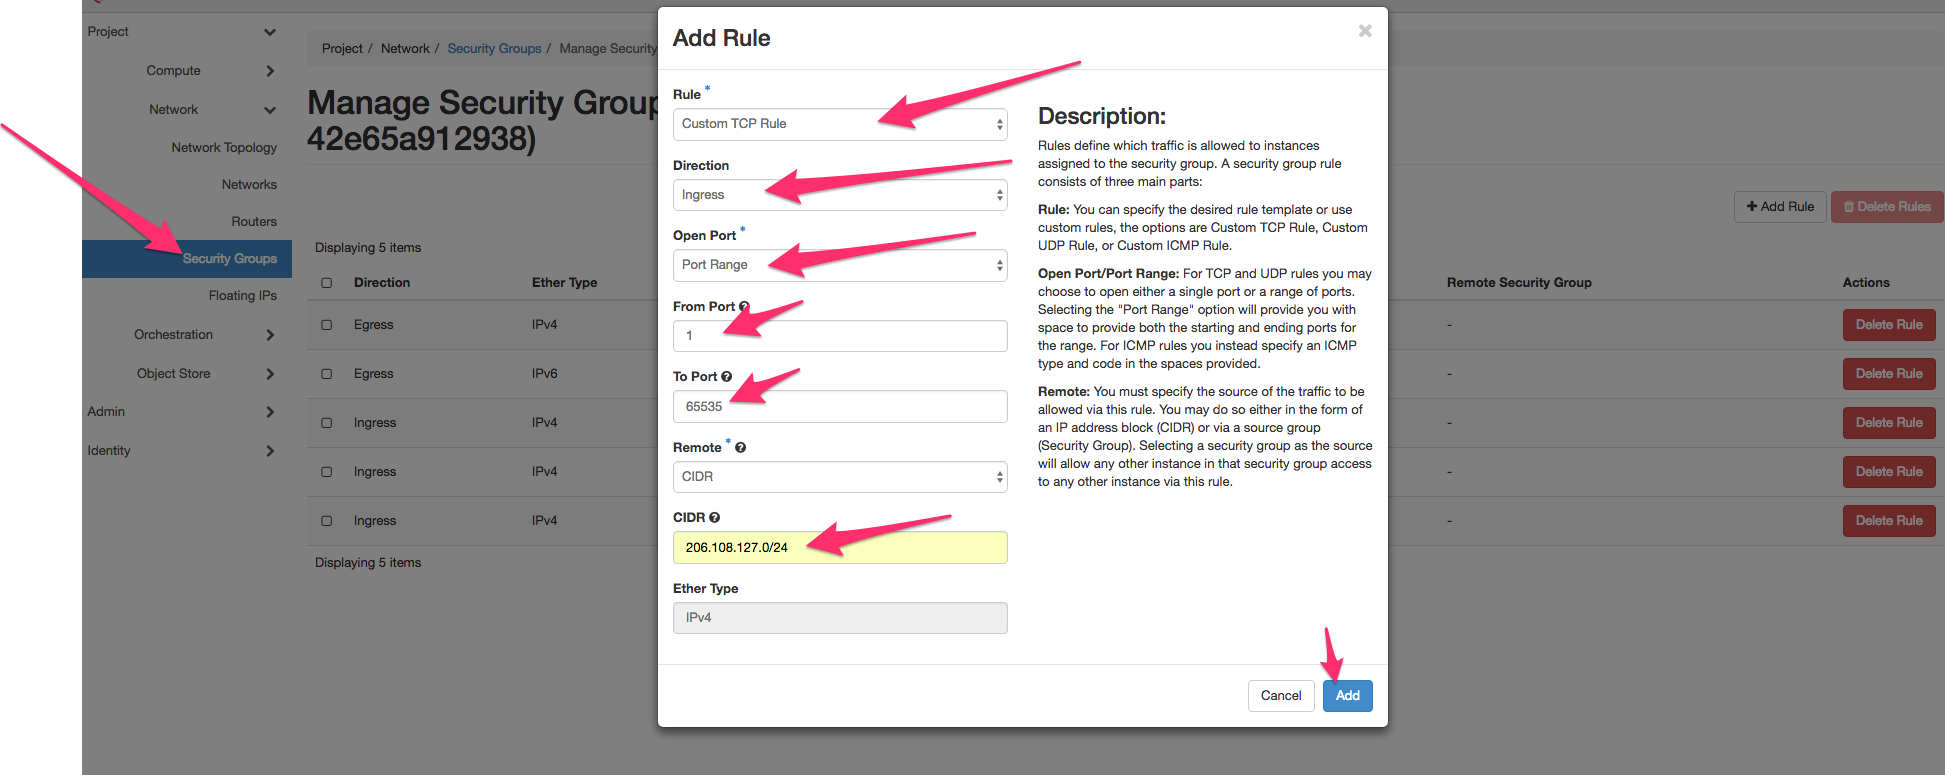 Project
Compute
Network
Network Topology
Networks
Routers
Security Groups
Floating IPs
Orchestration
Object Store
Admin
Identity
Project / Network / Security Groups / Manage Security
Manage Security Group
42e65a912938)
Add Rule
Delete Rules
Displaying 5 items
Direction Ether Type Remote Security Group Actions
Egress IPv4 - Delete Rule
Egress IPv6 - Delete Rule
Ingress IPv4 - Delete Rule
Ingress IPv4 - Delete Rule
Ingress IPv4 - Delete Rule
Displaying 5 items
Add Rule
Rule *
Custom TCP Rule
Direction
Ingress
Open Port *
Port Range
From Port
1
To Port
65535
Remote *
CIDR
CIDR
206.108.127.0/24
Ether Type
IPv4
Description:
Rules define which traffic is allowed to instances
assigned to the security group. A security group rule
consists of three main parts:
Rule: You can specify the desired rule template or use
custom rules, the options are Custom TCP Rule, Custom
UDP Rule, or Custom ICMP Rule.
Open Port/Port Range: For TCP and UDP rules you may
choose to open either a single port or a range of ports.
Selecting the "Port Range" option will provide you with
space to provide both the starting and ending ports for
the range. For ICMP rules you instead specify an ICMP
type and code in the spaces provided.
Remote: You must specify the source of the traffic to be
allowed via this rule. You may do so either in the form of
an IP address block (CIDR) or via a source group
(Security Group). Selecting a security group as the source
will allow any other instance in that security group access
to any other instance via this rule.
Cancel
Add